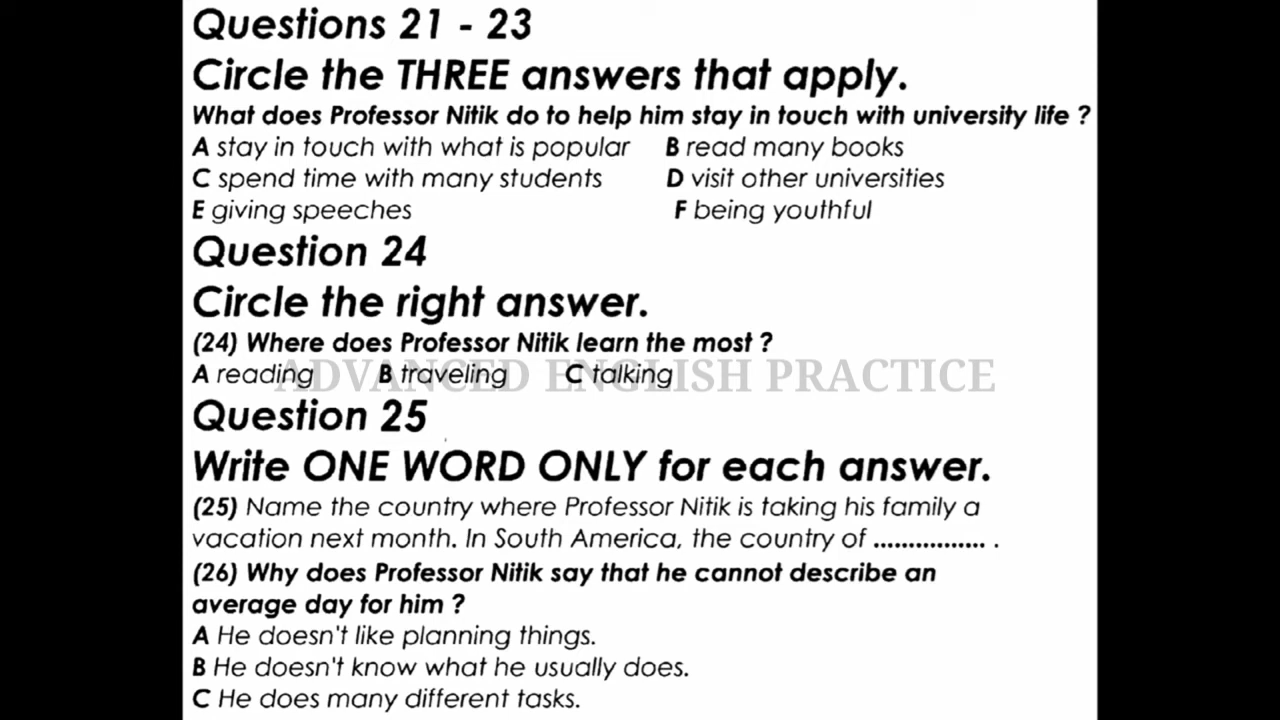 Questions 21 - 23
Circle the THREE answers that apply.
What does Professor Nitik do to help him stay in touch with university life ?
A stay in touch with what is popular B read many books
C spend time with many students D visit other universities
E giving speeches F being youthful
Question 24
Circle the right answer.
(24) Where does Professor Nitik learn the most ?
A reading B traveling C talking
ADVANCED ENGLISH PRACTICE
Question 25
Write ONE WORD ONLY for each answer.
(25) Name the country where Professor Nitik is taking his family a
vacation next month. In South America, the country of ................ .
(26) Why does Professor Nitik say that he cannot describe an
average day for him ?
A He doesn't like planning things.
B He doesn't know what he usually does.
C He does many different tasks.